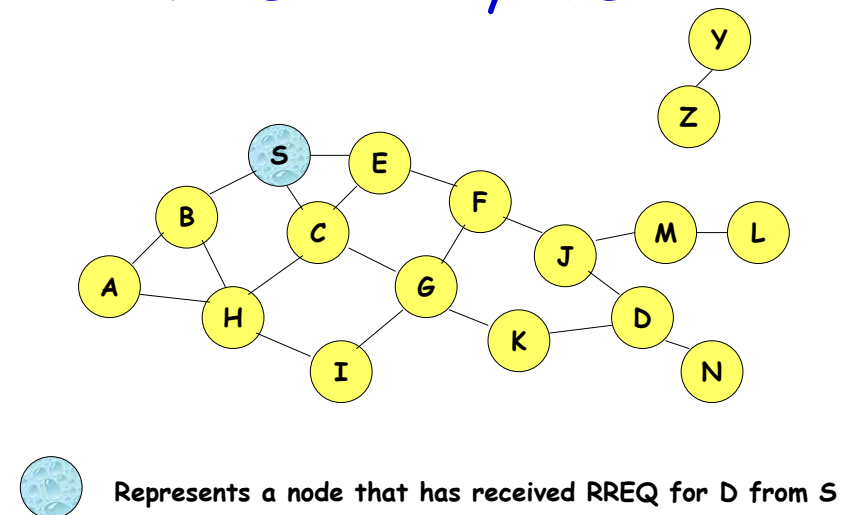 Y
Z
S
E
F
B
C
M
L
J
A
G
H
D
K
I
N
Represents a node that has received RREQ for D from S